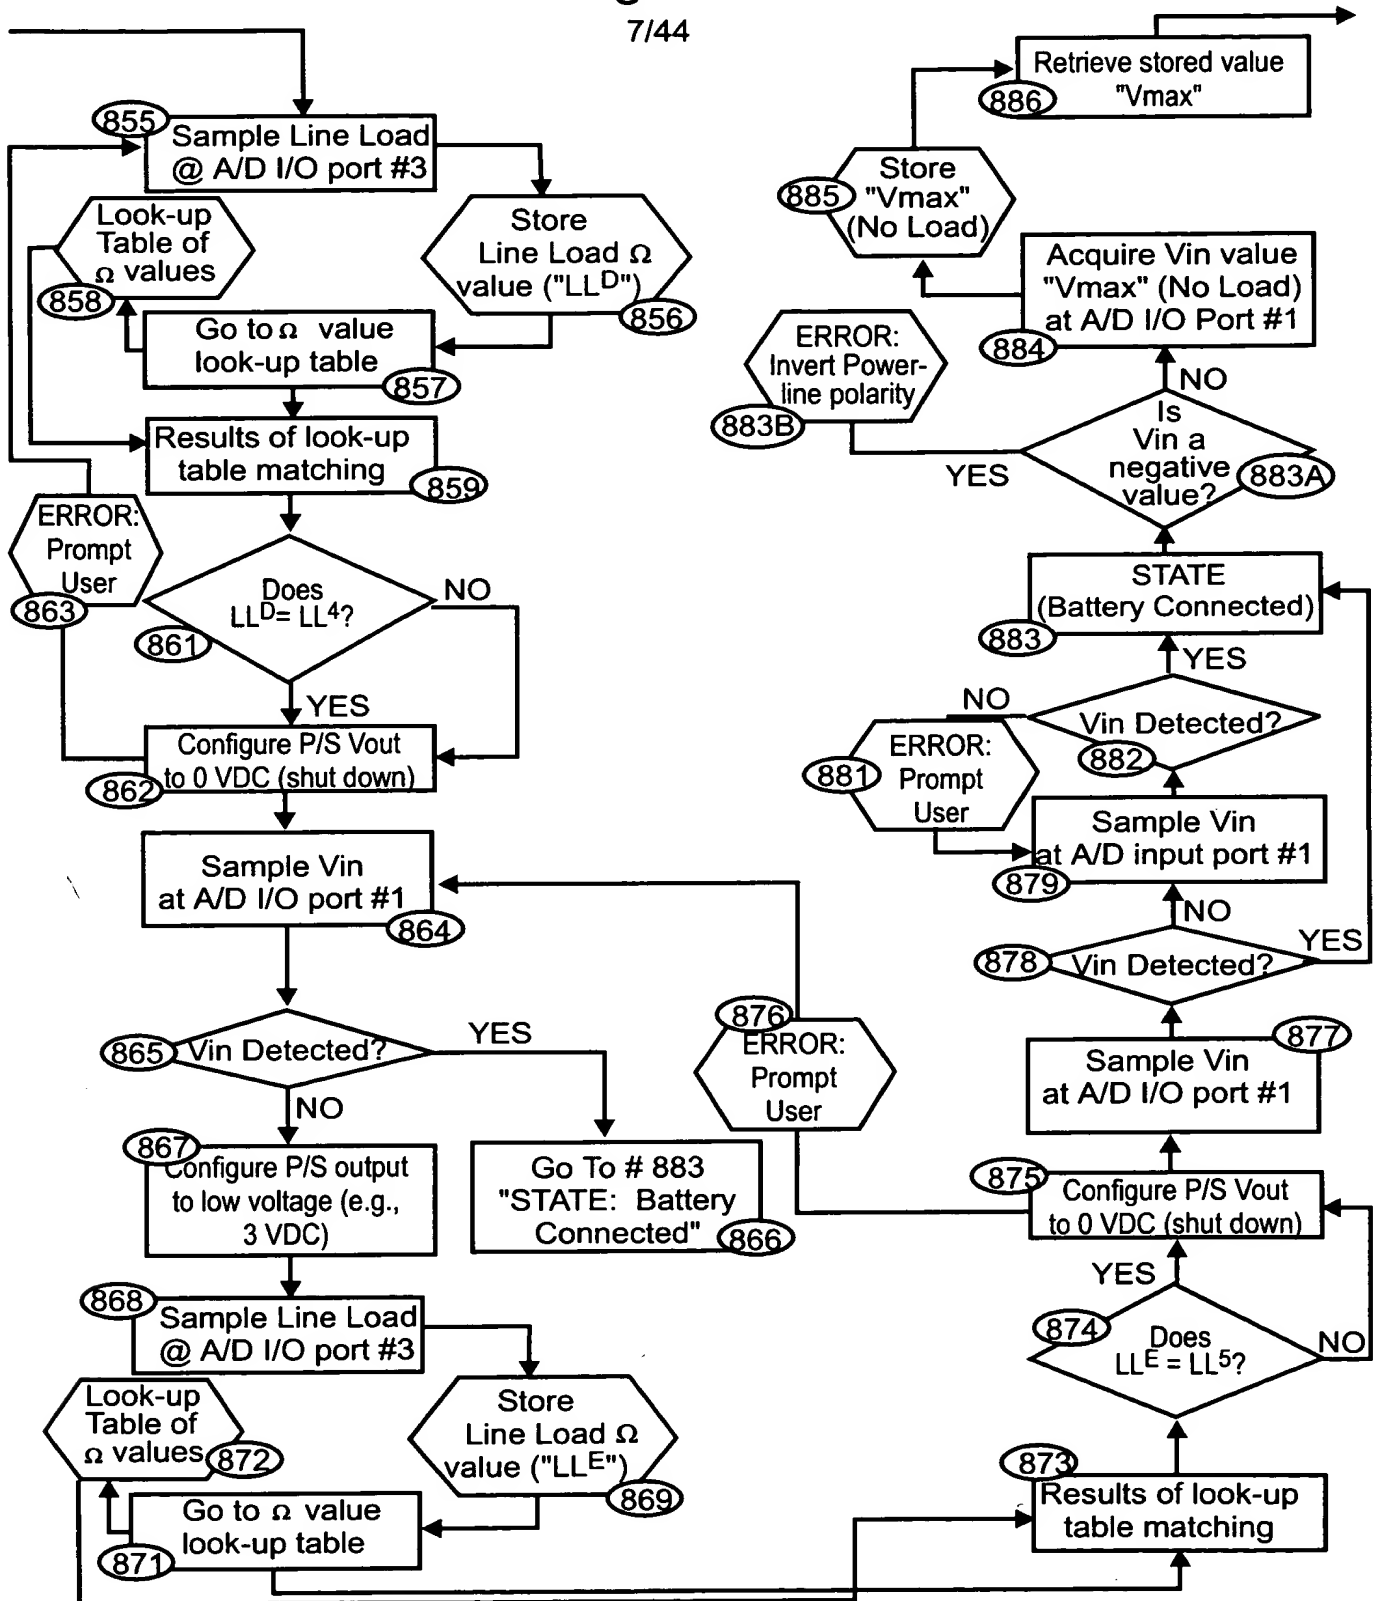 7/44
855
Sample Line Load
@ A/D I/O port #3
Look-up
Table of
Ω values
858
Store
Line Load Ω
value ("LLD")
856
Go to Ω value
look-up table
857
Results of look-up
table matching
859
ERROR:
Prompt
User
863
Does
LLD= LL4?
861
NO
YES
Configure P/S Vout
to 0 VDC (shut down)
862
Sample Vin
at A/D I/O port #1
864
865
Vin Detected?
YES
NO
867
Configure P/S output
to low voltage (e.g.,
3 VDC)
Go To # 883
"STATE: Battery
Connected"
866
868
Sample Line Load
@ A/D I/O port #3
Look-up
Table of
Ω values
872
Store
Line Load Ω
value ("LLE")
869
Go to Ω value
look-up table
871
876
ERROR:
Prompt
User
Retrieve stored value
"Vmax"
886
Store
"Vmax"
(No Load)
885
Acquire Vin value
"Vmax" (No Load)
at A/D I/O Port #1
884
ERROR:
Invert Power-
line polarity
883B
NO
Is
Vin a
negative
value?
883A
YES
STATE
(Battery Connected)
883
YES
NO
Vin Detected?
882
ERROR:
Prompt
User
881
Sample Vin
at A/D input port #1
879
NO
YES
878
Vin Detected?
877
Sample Vin
at A/D I/O port #1
875
Configure P/S Vout
to 0 VDC (shut down)
YES
874
Does
LLE = LL5?
NO
873
Results of look-up
table matching